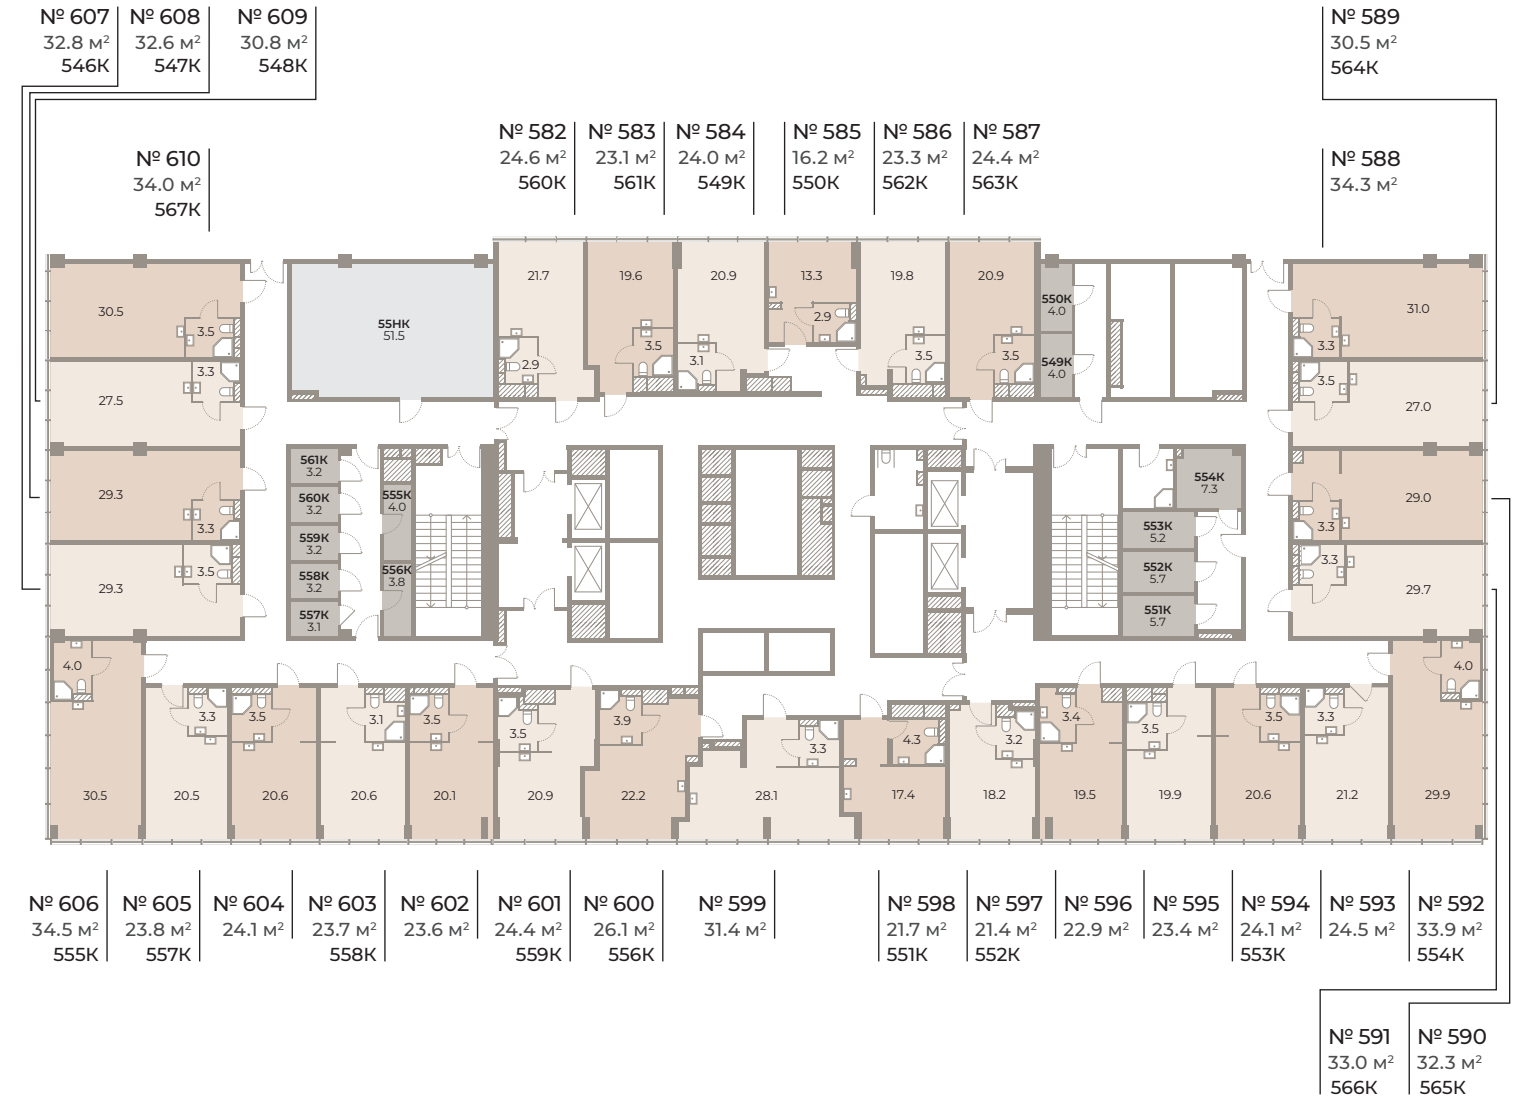 № 607
32.8 м²
546К
№ 608
32.6 м²
547К
№ 609
30.8 м²
548К
№ 589
30.5 м²
564К
№ 610
34.0 м²
567К
№ 582
24.6 м²
560К
№ 583
23.1 м²
561К
№ 584
24.0 м²
549К
№ 585
16.2 м²
550К
№ 586
23.3 м²
562К
№ 587
24.4 м²
563К
№ 588
34.3 м²
30.5
3.5
55НК
51.5
21.7
2.9
19.6
3.5
20.9
3.1
13.3
2.9
19.8
3.5
20.9
3.5
550К
4.0
549К
4.0
31.0
3.3
27.5
3.3
3.5
27.0
29.3
3.3
561К
3.2
560К
3.2
559К
3.2
558К
3.2
557К
3.1
555К
4.0
556К
3.8
554К
7.3
553К
5.2
552К
5.7
551К
5.7
29.0
3.3
29.3
3.5
3.3
29.7
4.0
30.5
3.3
20.5
3.5
20.6
3.1
20.6
3.5
20.1
3.5
20.9
3.9
22.2
3.3
28.1
4.3
17.4
3.2
18.2
3.4
19.5
3.5
19.9
3.5
20.6
3.3
21.2
4.0
29.9
№ 606
34.5 м²
555К
№ 605
23.8 м²
557К
№ 604
24.1 м²
№ 603
23.7 м²
558К
№ 602
23.6 м²
№ 601
24.4 м²
559К
№ 600
26.1 м²
556К
№ 599
31.4 м²
№ 598
21.7 м²
551К
№ 597
21.4 м²
552К
№ 596
22.9 м²
№ 595
23.4 м²
№ 594
24.1 м²
553К
№ 593
24.5 м²
№ 592
33.9 м²
554К
№ 591
33.0 м²
566К
№ 590
32.3 м²
565К